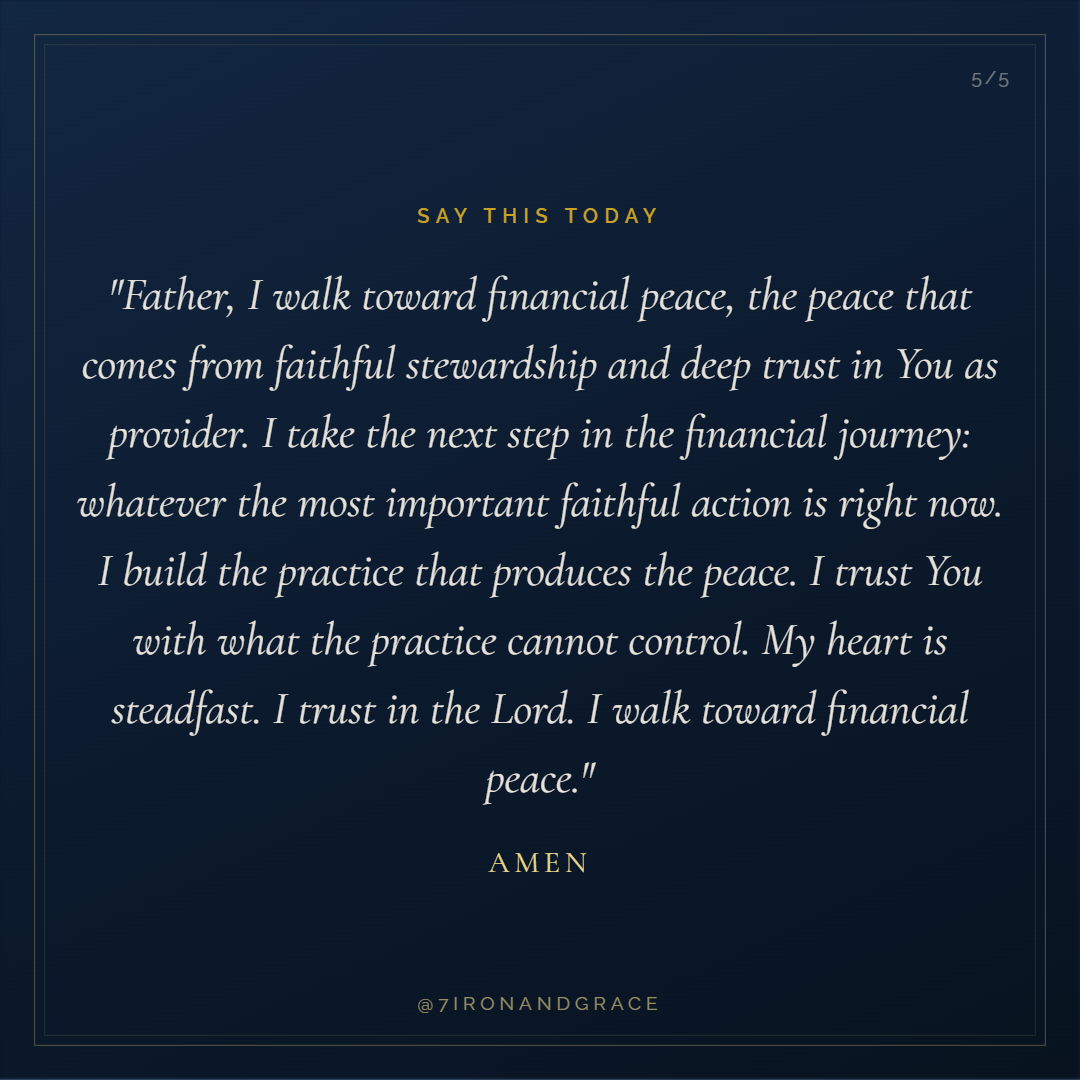 5/5
SAY THIS TODAY
"Father, I walk toward financial peace, the peace that
comes from faithful stewardship and deep trust in You as
provider. I take the next step in the financial journey:
whatever the most important faithful action is right now.
I build the practice that produces the peace. I trust You
with what the practice cannot control. My heart is
steadfast. I trust in the Lord. I walk toward financial
peace."
AMEN
@7IRONANDGRACE